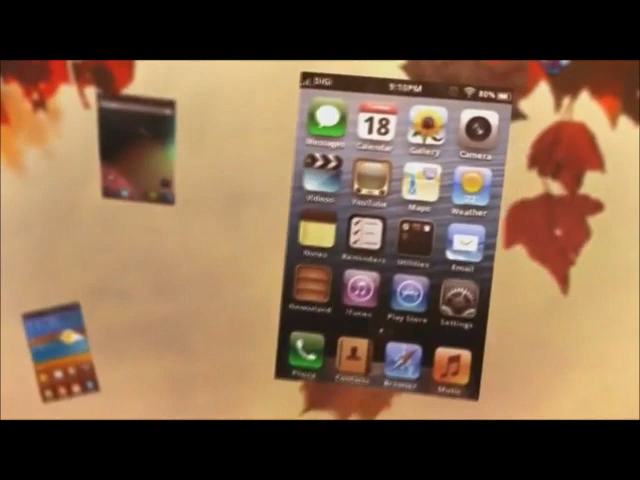 9:10PM 80%
18
Messages Calendar Gallery Camera
22
Videos YouTube Maps Weather
Notes Reminders Utilities Email
iTunes Play Store Settings
Phone Contacts Browser Music